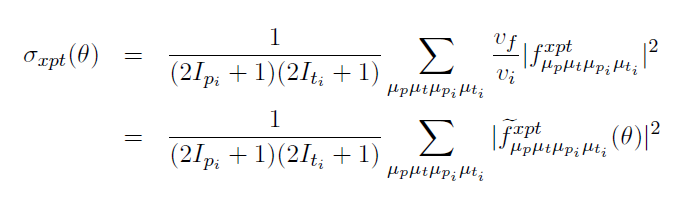 σ_{xpt}(θ) = \frac{1}{(2I_{p_i} + 1)(2I_{t_i} + 1)} \sum_{μ_p μ_t μ_{p_i} μ_{t_i}} \frac{v_f}{v_i} |f^{xpt}_{μ_p μ_t μ_{p_i} μ_{t_i}}|^2
= \frac{1}{(2I_{p_i} + 1)(2I_{t_i} + 1)} \sum_{μ_p μ_t μ_{p_i} μ_{t_i}} |\widetilde{f}^{xpt}_{μ_p μ_t μ_{p_i} μ_{t_i}}(θ)|^2